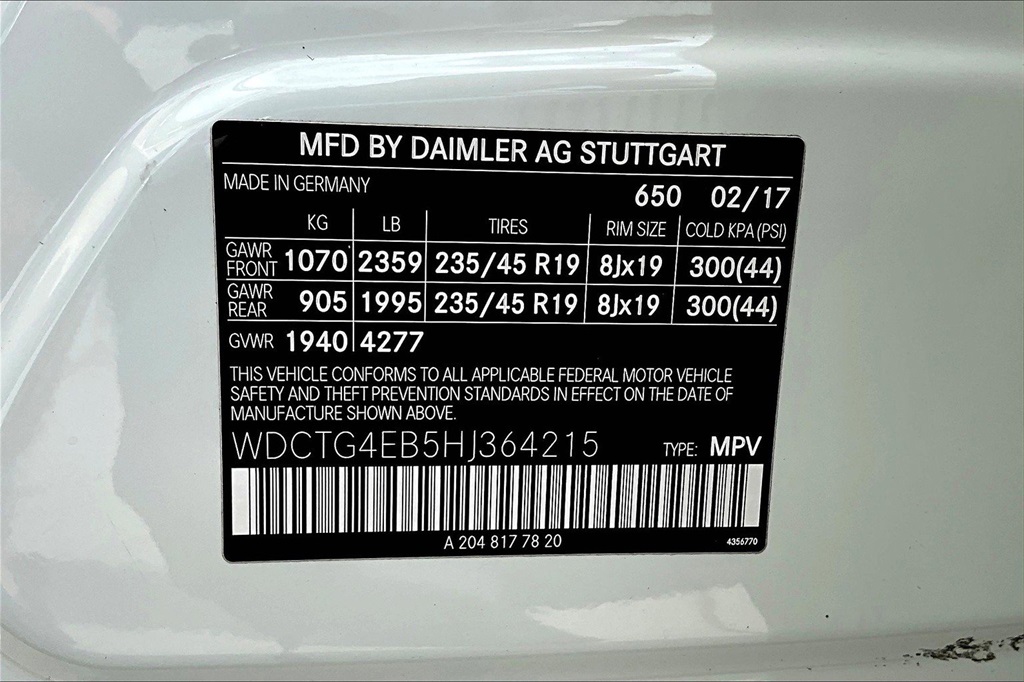 MFD BY DAIMLER AG STUTTGART
MADE IN GERMANY 650 02/17
KG LB TIRES RIM SIZE COLD KPA (PSI)
GAWR FRONT 1070 2359 235/45 R19 8Jx19 300(44)
GAWR REAR 905 1995 235/45 R19 8Jx19 300(44)
GVWR 1940 4277
THIS VEHICLE CONFORMS TO ALL APPLICABLE FEDERAL MOTOR VEHICLE
SAFETY AND THEFT PREVENTION STANDARDS IN EFFECT ON THE DATE OF
MANUFACTURE SHOWN ABOVE.
WDCTG4EB5HJ364215 TYPE: MPV
A 204 817 78 20 4356770